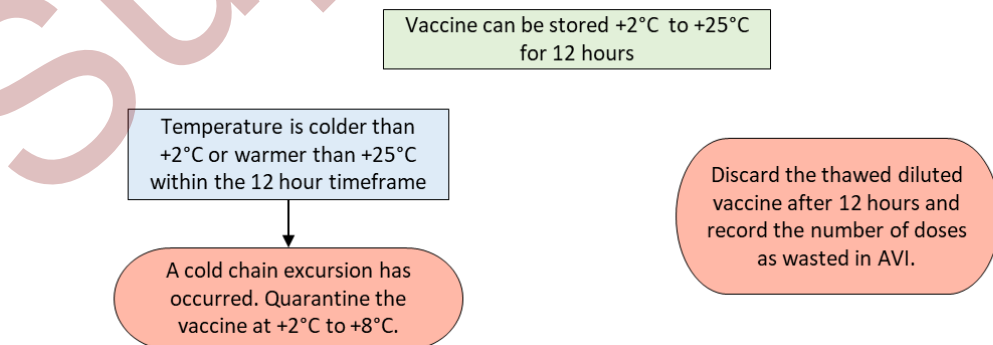 Vaccine can be stored +2°C to +25°C
for 12 hours
Temperature is colder than
+2°C or warmer than +25°C
within the 12 hour timeframe
Discard the thawed diluted
vaccine after 12 hours and
record the number of doses
as wasted in AVI.
A cold chain excursion has
occurred. Quarantine the
vaccine at +2°C to +8°C.